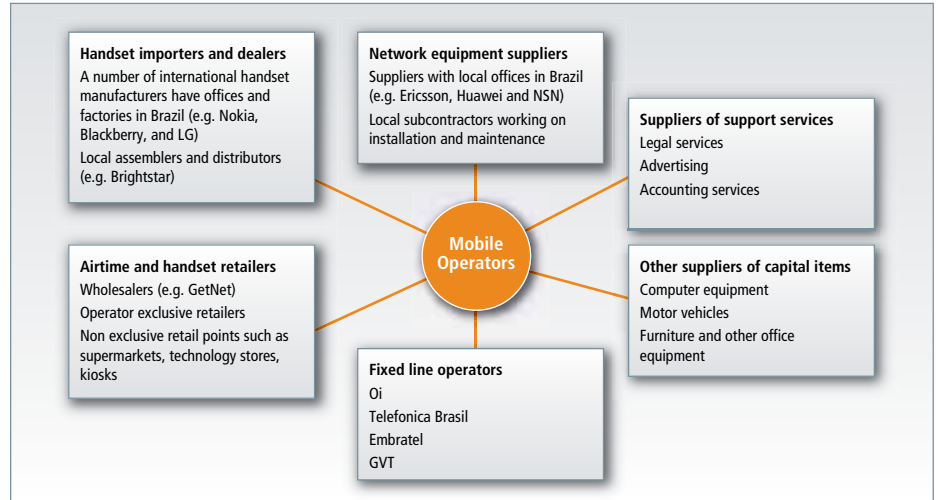 Handset importers and dealers
A number of international handset
manufacturers have offices and
factories in Brazil (e.g. Nokia,
Blackberry, and LG)
Local assemblers and distributors
(e.g. Brightstar)
Network equipment suppliers
Suppliers with local offices in Brazil
(e.g. Ericsson, Huawei and NSN)
Local subcontractors working on
installation and maintenance
Suppliers of support services
Legal services
Advertising
Accounting services
Mobile
Operators
Airtime and handset retailers
Wholesalers (e.g. GetNet)
Operator exclusive retailers
Non exclusive retail points such as
supermarkets, technology stores,
kiosks
Other suppliers of capital items
Computer equipment
Motor vehicles
Furniture and other office
equipment
Fixed line operators
Oi
Telefonica Brasil
Embratel
GVT